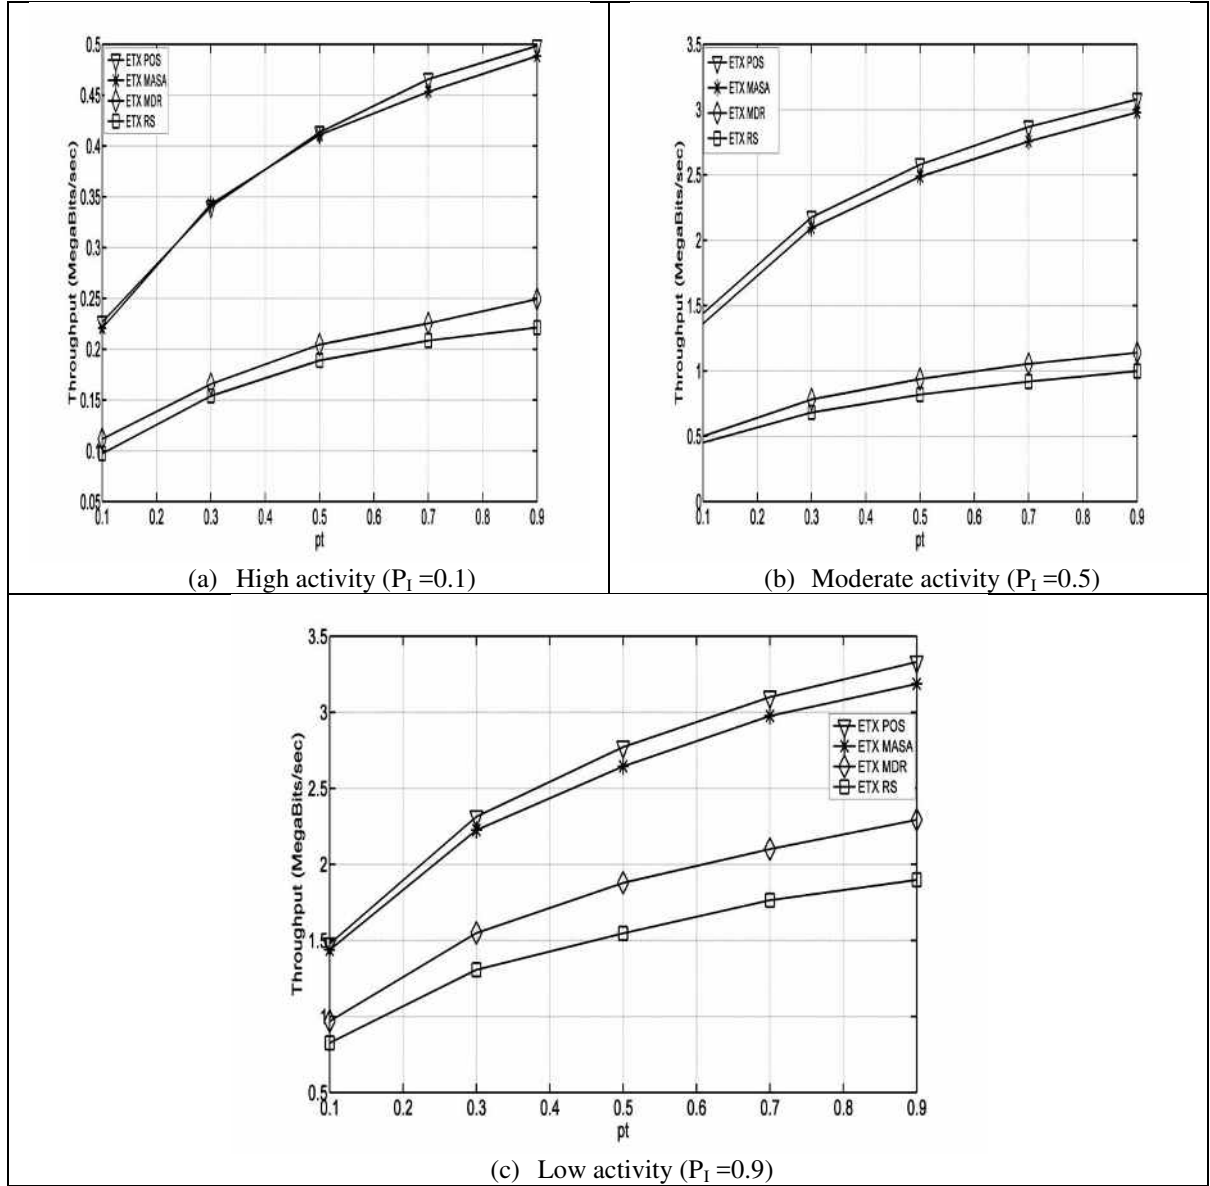 0.5
0.45
0.4
0.35
0.3
0.25
0.2
0.15
0.1
0.05
Throughput (MegaBits/sec)
ETX POS
ETX MASA
ETX MDR
ETX RS
0.1 0.2 0.3 0.4 0.5 0.6 0.7 0.8 0.9
pt
(a) High activity (P_I =0.1)
3.5
3
2.5
2
1.5
1
0.5
0
Throughput (MegaBits/sec)
ETX POS
ETX MASA
ETX MDR
ETX RS
0.1 0.2 0.3 0.4 0.5 0.6 0.7 0.8 0.9
pt
(b) Moderate activity (P_I =0.5)
3.5
3
2.5
2
1.5
1
0.5
Throughput (MegaBits/sec)
ETX POS
ETX MASA
ETX MDR
ETX RS
0.1 0.2 0.3 0.4 0.5 0.6 0.7 0.8 0.9
pt
(c) Low activity (P_I =0.9)